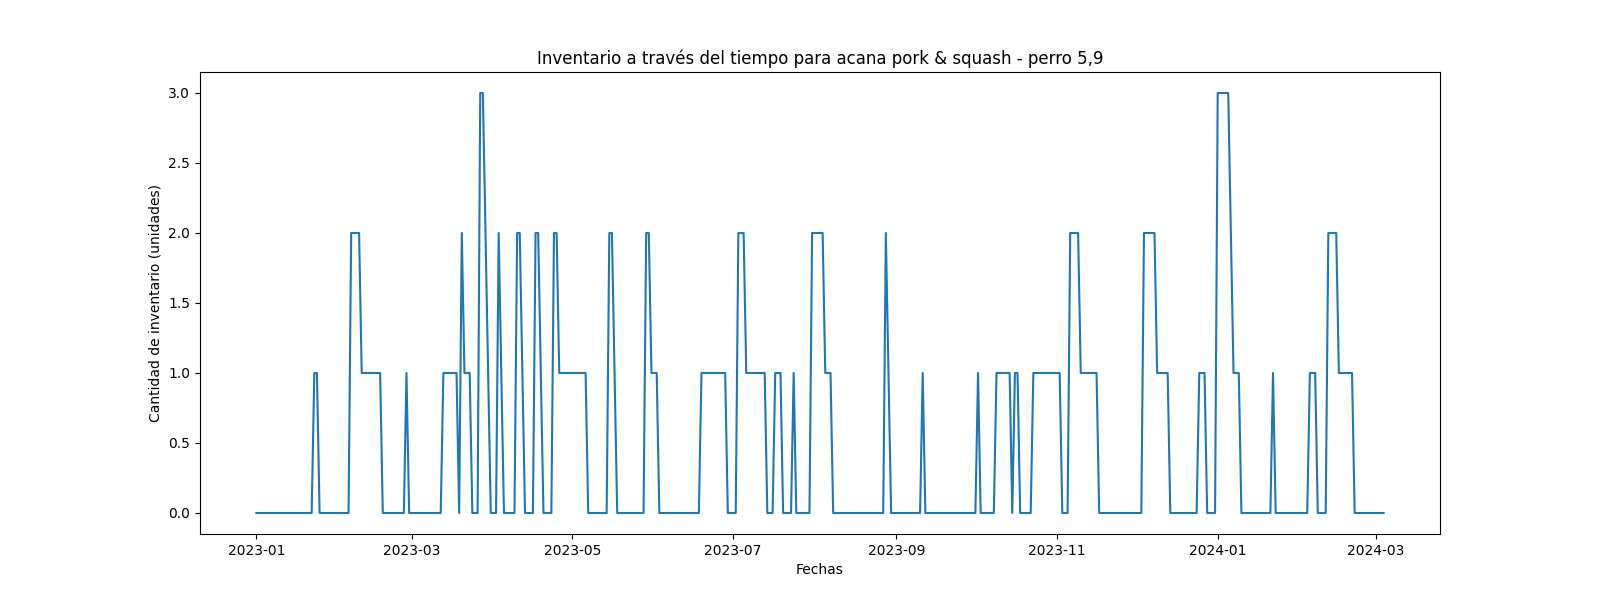 Inventario a través del tiempo para acana pork & squash - perro 5,9
Cantidad de inventario (unidades)
3.0
2.5
2.0
1.5
1.0
0.5
0.0
2023-01 2023-03 2023-05 2023-07 2023-09 2023-11 2024-01 2024-03
Fechas